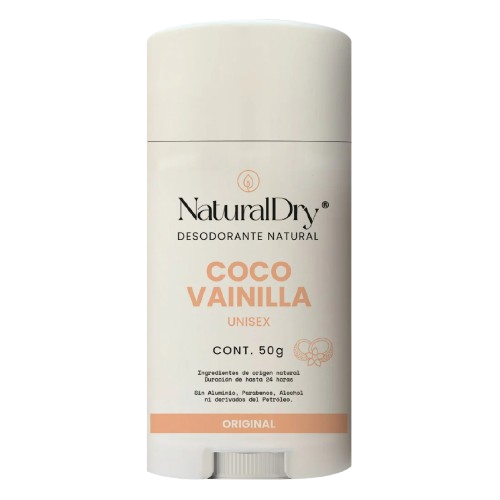 NaturalDry®
DESODORANTE NATURAL
COCO
VAINILLA
UNISEX
CONT. 50g
Ingredientes de origen natural
Duración de hasta 24 horas
Sin Aluminio, Parabenos, Alcohol
ni derivados del Petróleo.
ORIGINAL